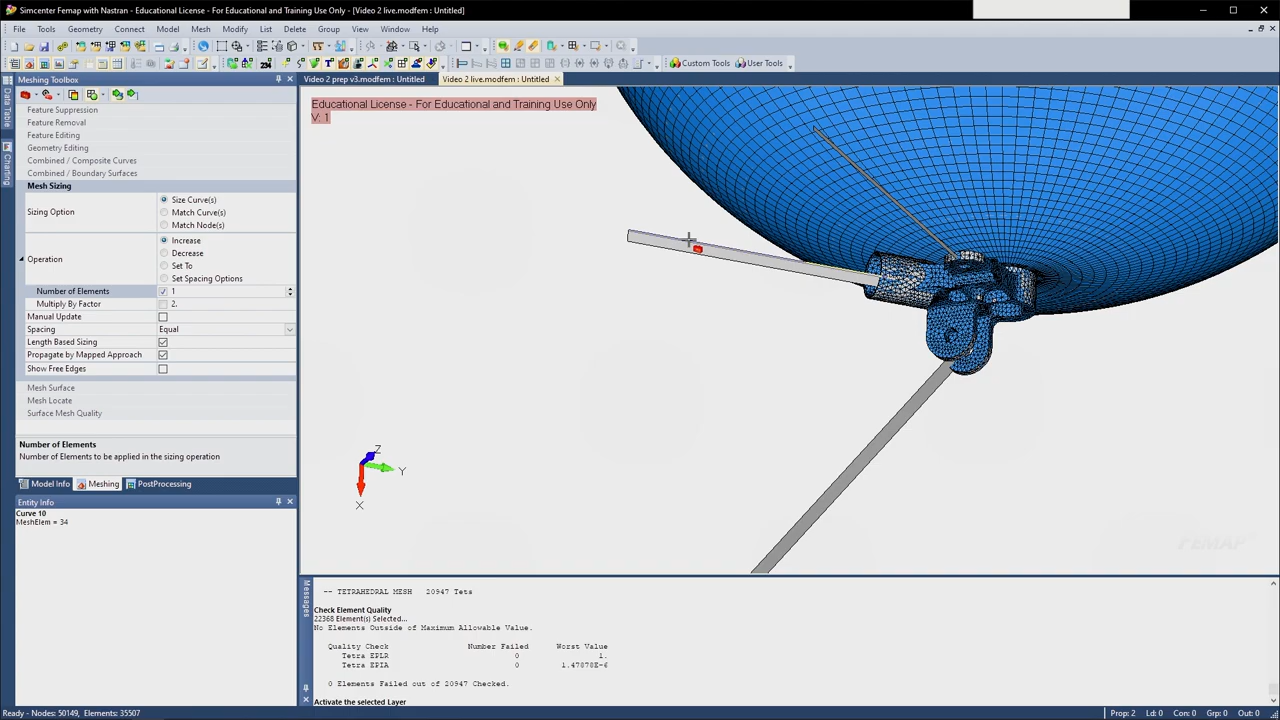 Simcenter Femap with Nastran - Educational License - For Educational and Training Use Only - [Video 2 live.modfem : Untitled]
File Tools Geometry Connect Model Mesh Modify List Delete Group View Window Help
Custom Tools User Tools
Meshing Toolbox
Video 2 prep v3.modfem : Untitled Video 2 live.modfem : Untitled
Educational License - For Educational and Training Use Only
V: 1
Data Table
Charting
Feature Suppression
Feature Removal
Feature Editing
Geometry Editing
Combined / Composite Curves
Combined / Boundary Surfaces
Mesh Sizing
Sizing Option
Size Curve(s)
Match Curve(s)
Match Node(s)
Operation
Increase
Decrease
Set To
Set Spacing Options
Number of Elements 1
Multiply By Factor 2.
Manual Update
Spacing Equal
Length Based Sizing
Propagate by Mapped Approach
Show Free Edges
Mesh Surface
Mesh Locate
Surface Mesh Quality
Number of Elements
Number of Elements to be applied in the sizing operation
Model Info Meshing PostProcessing
Entity Info
Curve 10
MeshElem = 34
Z
Y
X
FEMAP
Messages
-- TETRAHEDRAL MESH 20947 Tets
Check Element Quality
22368 Element(s) Selected...
No Elements Outside of Maximum Allowable Value.
Quality Check Number Failed Worst Value
Tetra EPLR 0 1.
Tetra EPIA 0 1.47078E-6
0 Elements Failed out of 20947 Checked.
Activate the selected Layer
Ready - Nodes: 50149, Elements: 35507
Prop: 2 Ld: 0 Con: 0 Grp: 0 Out: 0